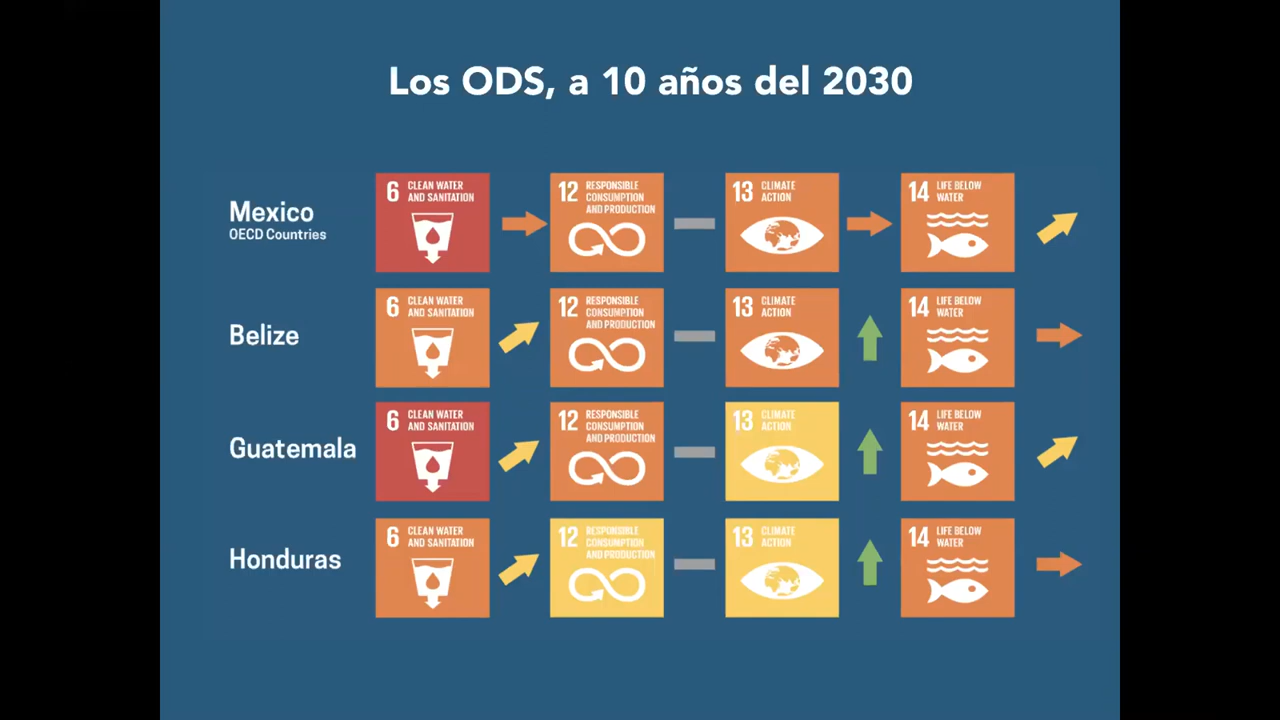 Los ODS, a 10 años del 2030
Mexico
OECD Countries
6 CLEAN WATER
AND SANITATION
12 RESPONSIBLE
CONSUMPTION
AND PRODUCTION
13 CLIMATE
ACTION
14 LIFE BELOW
WATER
Belize
6 CLEAN WATER
AND SANITATION
12 RESPONSIBLE
CONSUMPTION
AND PRODUCTION
13 CLIMATE
ACTION
14 LIFE BELOW
WATER
Guatemala
6 CLEAN WATER
AND SANITATION
12 RESPONSIBLE
CONSUMPTION
AND PRODUCTION
13 CLIMATE
ACTION
14 LIFE BELOW
WATER
Honduras
6 CLEAN WATER
AND SANITATION
12 RESPONSIBLE
CONSUMPTION
AND PRODUCTION
13 CLIMATE
ACTION
14 LIFE BELOW
WATER